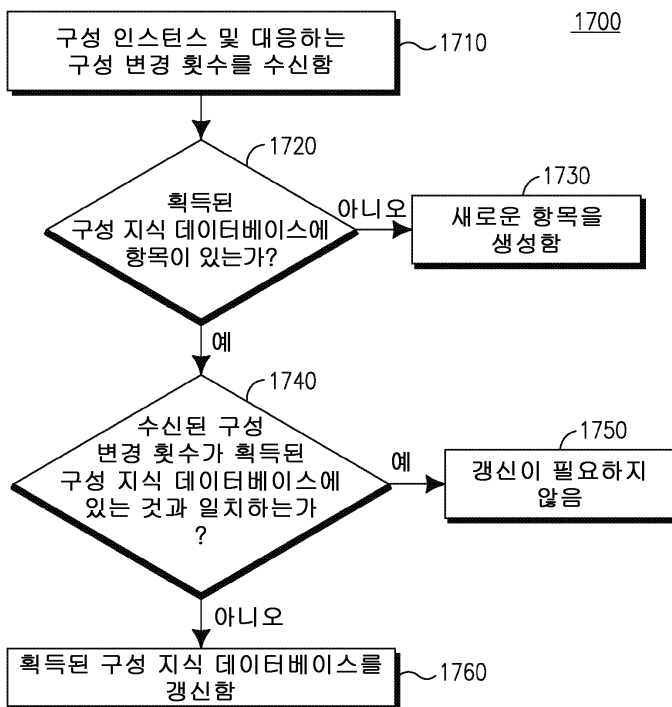 1700
구성 인스턴스 및 대응하는
구성 변경 횟수를 수신함
1710
1720
획득된
구성 지식 데이터베이스에
항목이 있는가?
아니오
1730
새로운 항목을
생성함
예
1740
수신된 구성
변경 횟수가 획득된
구성 지식 데이터베이스에
있는 것과 일치하는가
?
예
1750
갱신이 필요하지
않음
아니오
획득된 구성 지식 데이터베이스를
갱신함
1760